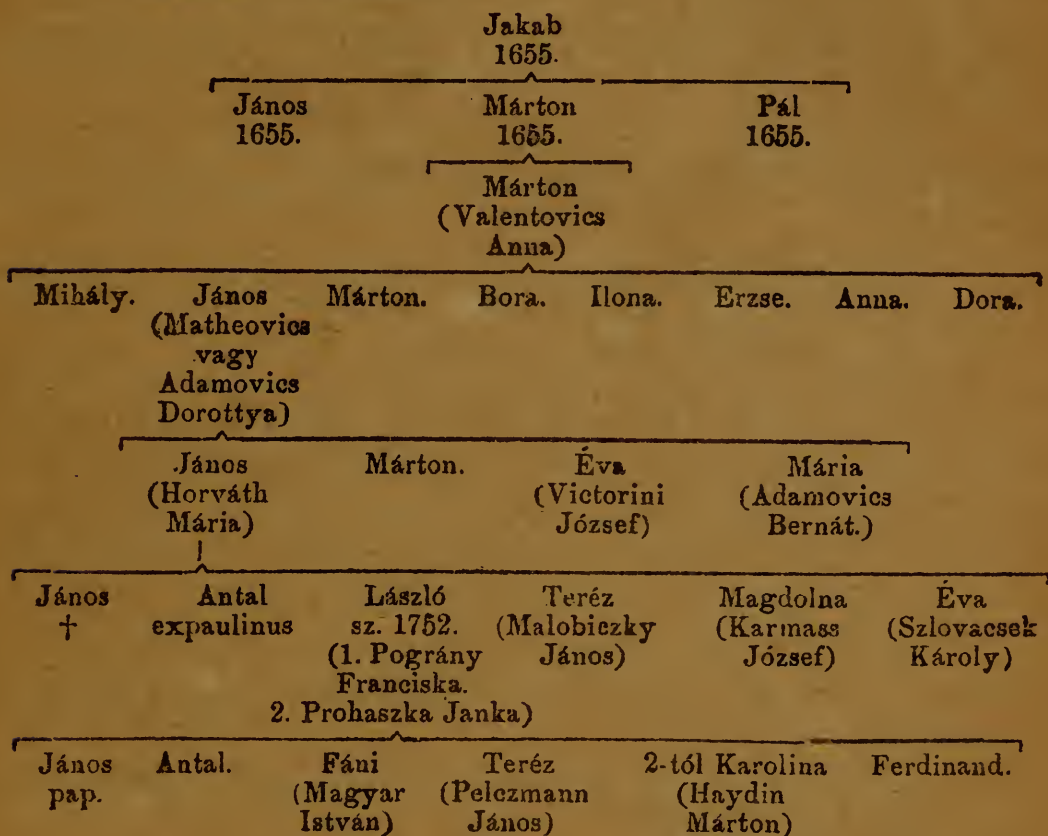 Jakab
1655.
János Márton Pál
1655. 1655. 1655.
Márton
(Valentovics
Anna)
Mihály. János Márton. Bora. Ilona. Erzse. Anna. Dora.
(Matheovics
vagy
Adamovics
Dorottya)
János Márton. Éva Mária
(Horváth (Victorini (Adamovics
Mária) József) Bernát.)
János Antal László Teréz Magdolna Éva
† expaulinus sz. 1752. (Malobiczky (Karmass (Szlovacsek
(1. Pográny János) József) Károly)
Franciska.
2. Prohaszka Janka)
János Antal. Fáni Teréz 2-tól Karolina Ferdinand.
pap. (Magyar (Pelczmann (Haydin
István) János) Márton)